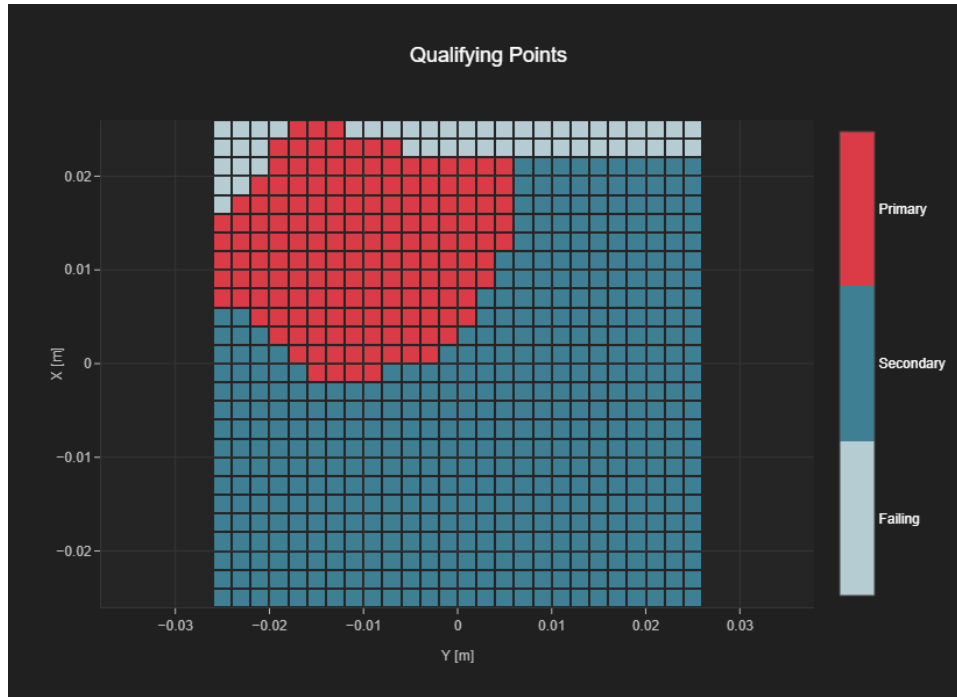 Qualifying Points
0.02
0.01
0
−0.01
−0.02
X [m]
−0.03
−0.02
−0.01
0
0.01
0.02
0.03
Y [m]
Primary
Secondary
Failing